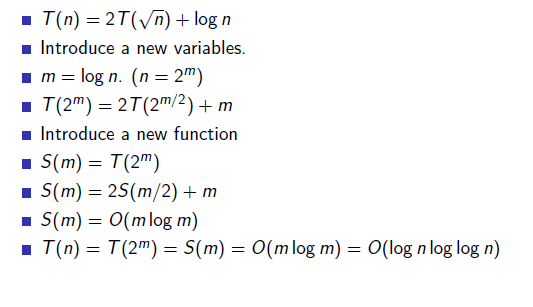 T(n) = 2T(√n) + log n
Introduce a new variables.
m = log n. (n = 2^m)
T(2^m) = 2T(2^{m/2}) + m
Introduce a new function
S(m) = T(2^m)
S(m) = 2S(m/2) + m
S(m) = O(m log m)
T(n) = T(2^m) = S(m) = O(m log m) = O(log n log log n)